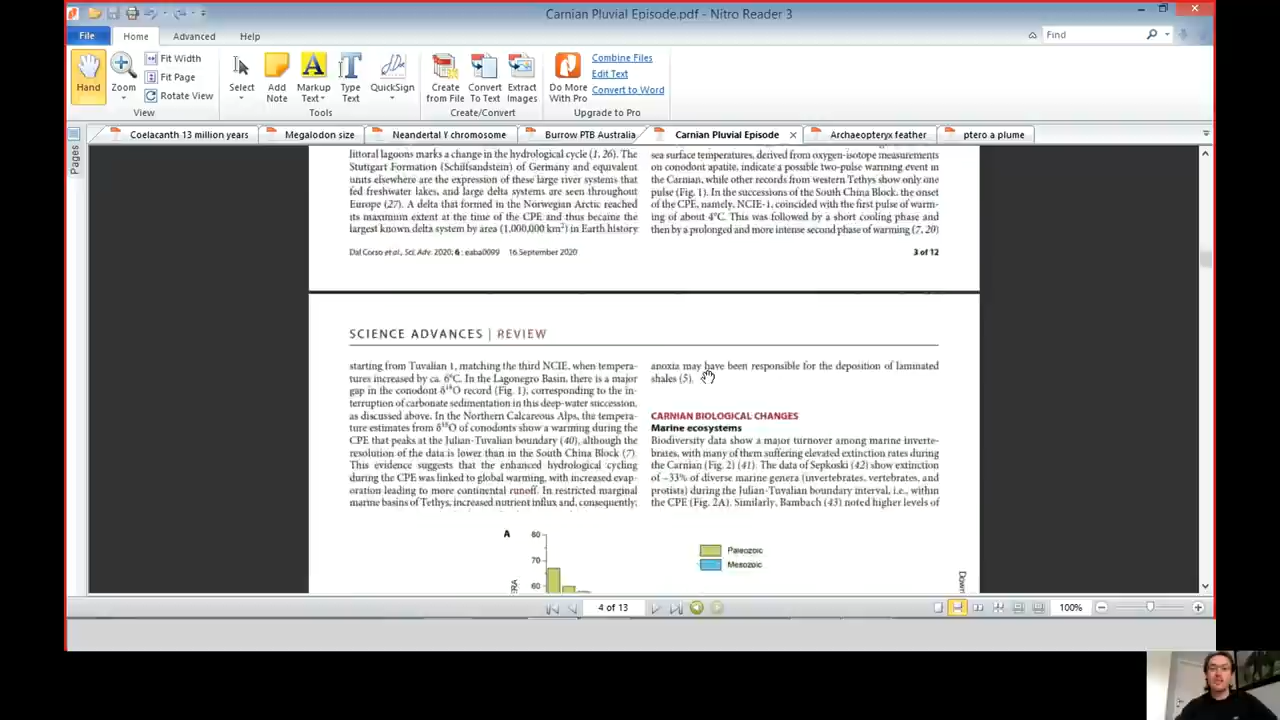 Carnian Pluvial Episode.pdf - Nitro Reader 3
File Home Advanced Help Find
Hand Zoom Fit Width Fit Page Rotate View
Select Add Note Markup Text Type Text QuickSign
Create from File Convert To Text Extract Images Do More With Pro Combine Files Edit Text Convert to Word
View Tools Create/Convert Upgrade to Pro
Coelacanth 13 million years Megalodon size Neandertal Y chromosome Burrow PTB Australia Carnian Pluvial Episode Archaeopteryx feather ptero a plume
Pages
littoral lagoons marks a change in the hydrological cycle (1, 26). The
Stuttgart Formation (Schilfsandstein) of Germany and equivalent
units elsewhere are the expression of these large river systems that
fed freshwater lakes, and large delta systems are seen throughout
Europe (27). A delta that formed in the Norwegian Arctic reached
its maximum extent at the time of the CPE and thus became the
largest known delta system by area (1,000,000 km²) in Earth history
sea surface temperatures, derived from oxygen-isotope measurements
on conodont apatite, indicate a possible two-pulse warming event in
the Carnian, while other records from western Tethys show only one
pulse (Fig. 1). In the successions of the South China Block, the onset
of the CPE, namely, NCIE-1, coincided with the first pulse of warm-
ing of about 4°C. This was followed by a short cooling phase and
then by a prolonged and more intense second phase of warming (7, 20)
Dal Corso et al., Sci. Adv. 2020; 6 : eaba0099 16 September 2020
3 of 12
SCIENCE ADVANCES | REVIEW
starting from Tuvalian 1, matching the third NCIE, when tempera-
tures increased by ca. 6°C. In the Lagonegro Basin, there is a major
gap in the conodont δ¹⁸O record (Fig. 1), corresponding to the in-
terruption of carbonate sedimentation in this deep-water succession,
as discussed above. In the Northern Calcareous Alps, the tempera-
ture estimates from δ¹⁸O of conodonts show a warming during the
CPE that peaks at the Julian-Tuvalian boundary (40), although the
resolution of the data is lower than in the South China Block (7).
This evidence suggests that the enhanced hydrological cycling
during the CPE was linked to global warming, with increased evap-
oration leading to more continental runoff. In restricted marginal
marine basins of Tethys, increased nutrient influx and, consequently,
anoxia may have been responsible for the deposition of laminated
shales (5).
CARNIAN BIOLOGICAL CHANGES
Marine ecosystems
Biodiversity data show a major turnover among marine inverte-
brates, with many of them suffering elevated extinction rates during
the Carnian (Fig. 2) (41). The data of Sepkoski (42) show extinction
of ~33% of diverse marine genera (invertebrates, vertebrates, and
protists) during the Julian-Tuvalian boundary interval, i.e., within
the CPE (Fig. 2A). Similarly, Bambach (43) noted higher levels of
A
80
70
60
ERA
Paleozoic
Mesozoic
Down
4 of 13
100%